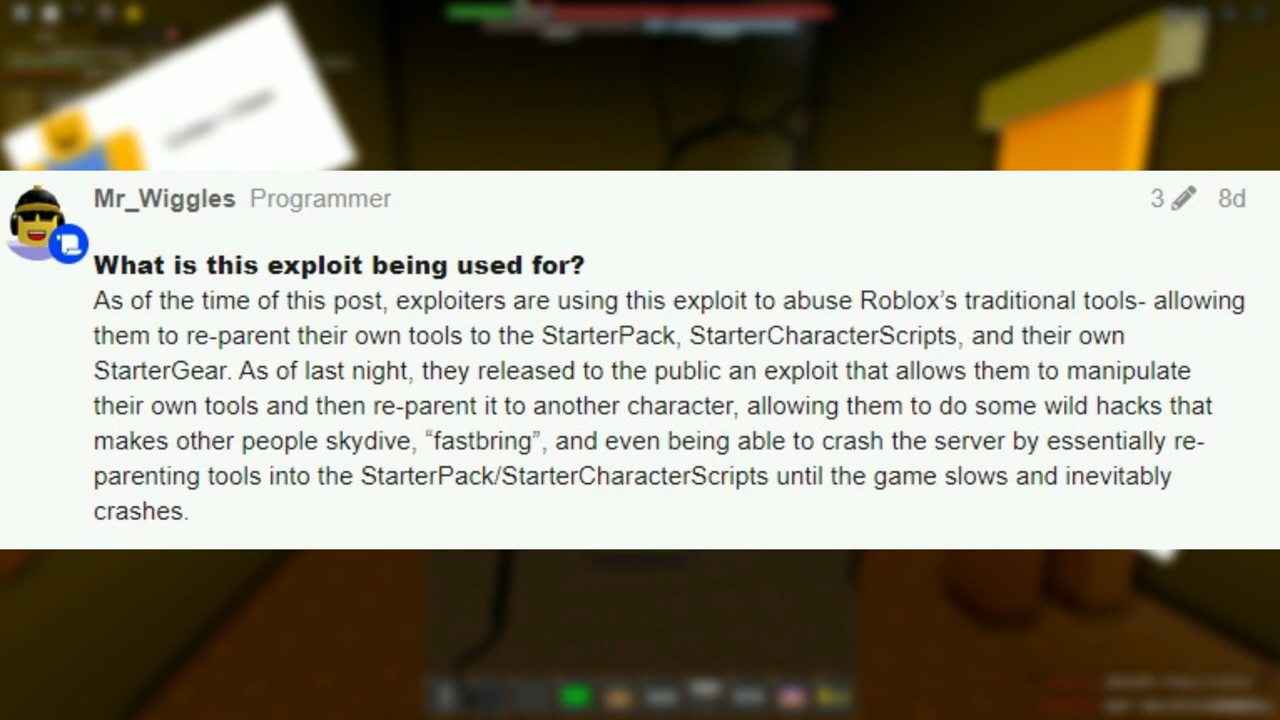 Mr_Wiggles Programmer 3 8d
What is this exploit being used for?
As of the time of this post, exploiters are using this exploit to abuse Roblox’s traditional tools- allowing
them to re-parent their own tools to the StarterPack, StarterCharacterScripts, and their own
StarterGear. As of last night, they released to the public an exploit that allows them to manipulate
their own tools and then re-parent it to another character, allowing them to do some wild hacks that
makes other people skydive, “fastbring”, and even being able to crash the server by essentially re-
parenting tools into the StarterPack/StarterCharacterScripts until the game slows and inevitably
crashes.